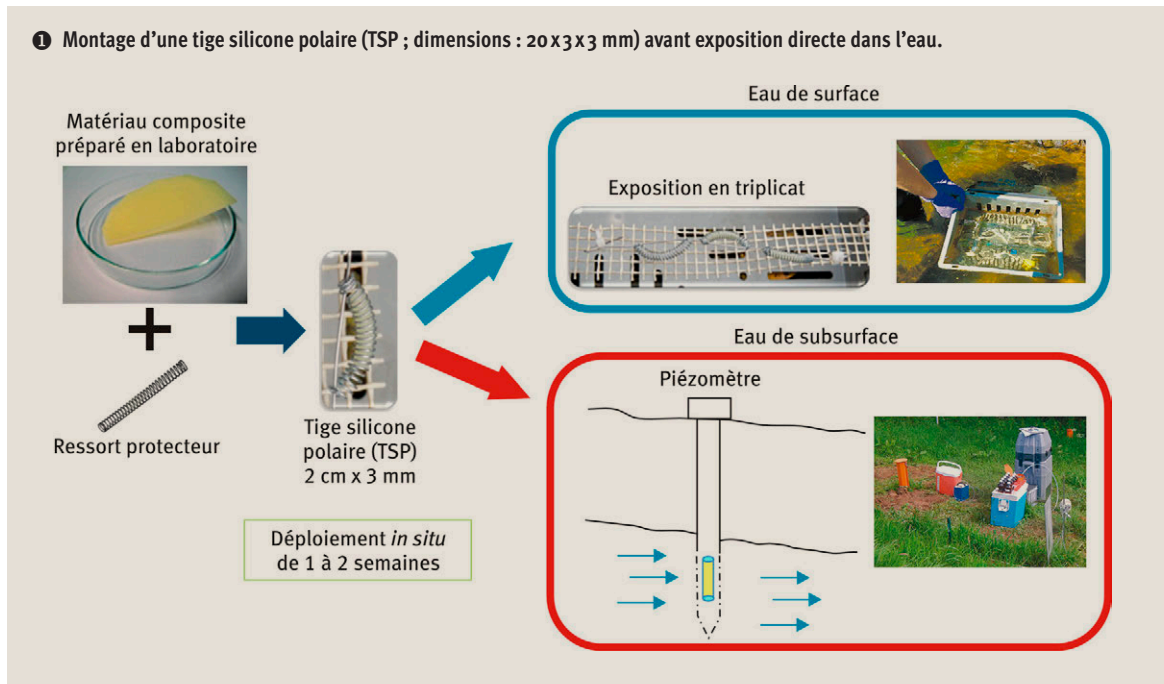 ❶ Montage d'une tige silicone polaire (TSP ; dimensions : 20 x 3 x 3 mm) avant exposition directe dans l'eau.
Matériau composite
préparé en laboratoire
Ressort protecteur
Tige silicone
polaire (TSP)
2 cm x 3 mm
Déploiement in situ
de 1 à 2 semaines
Eau de surface
Exposition en triplicat
Eau de subsurface
Piézomètre